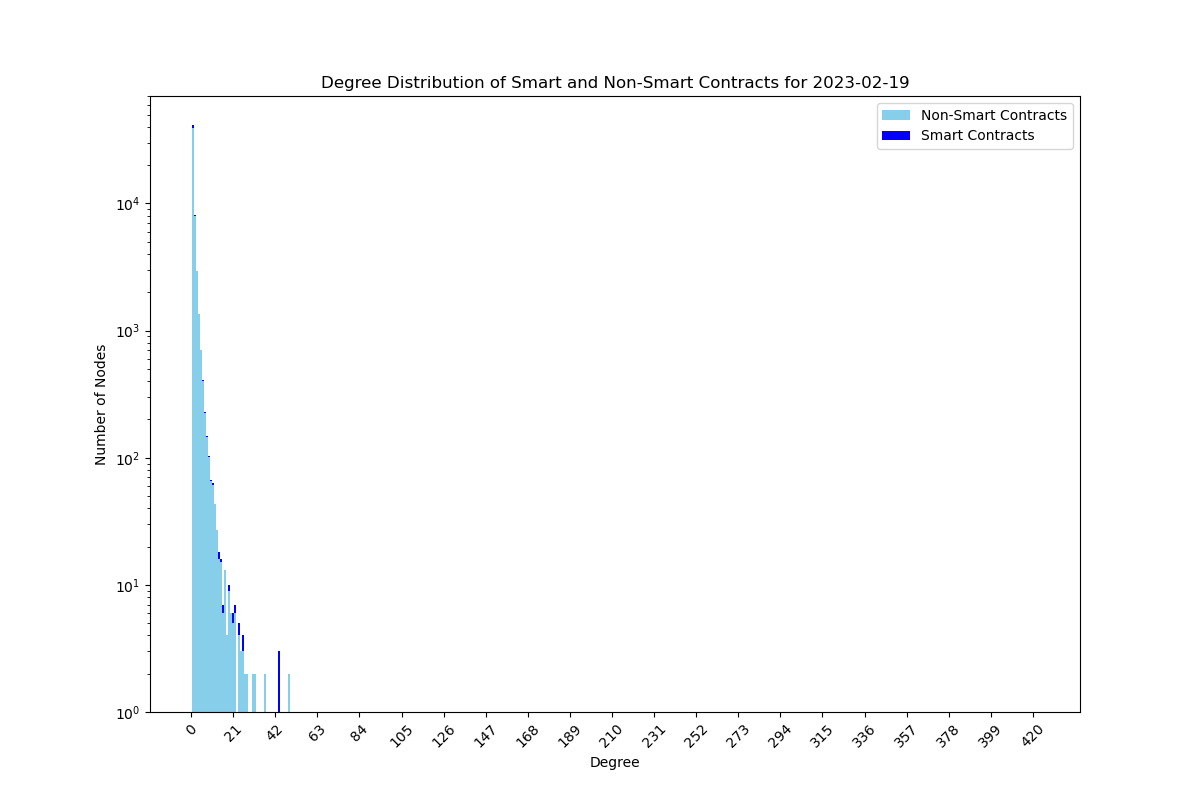 Degree Distribution of Smart and Non-Smart Contracts for 2023-02-19
Non-Smart Contracts
Smart Contracts
Number of Nodes
10^4
10^3
10^2
10^1
10^0
0 21 42 63 84 105 126 147 168 189 210 231 252 273 294 315 336 357 378 399 420
Degree